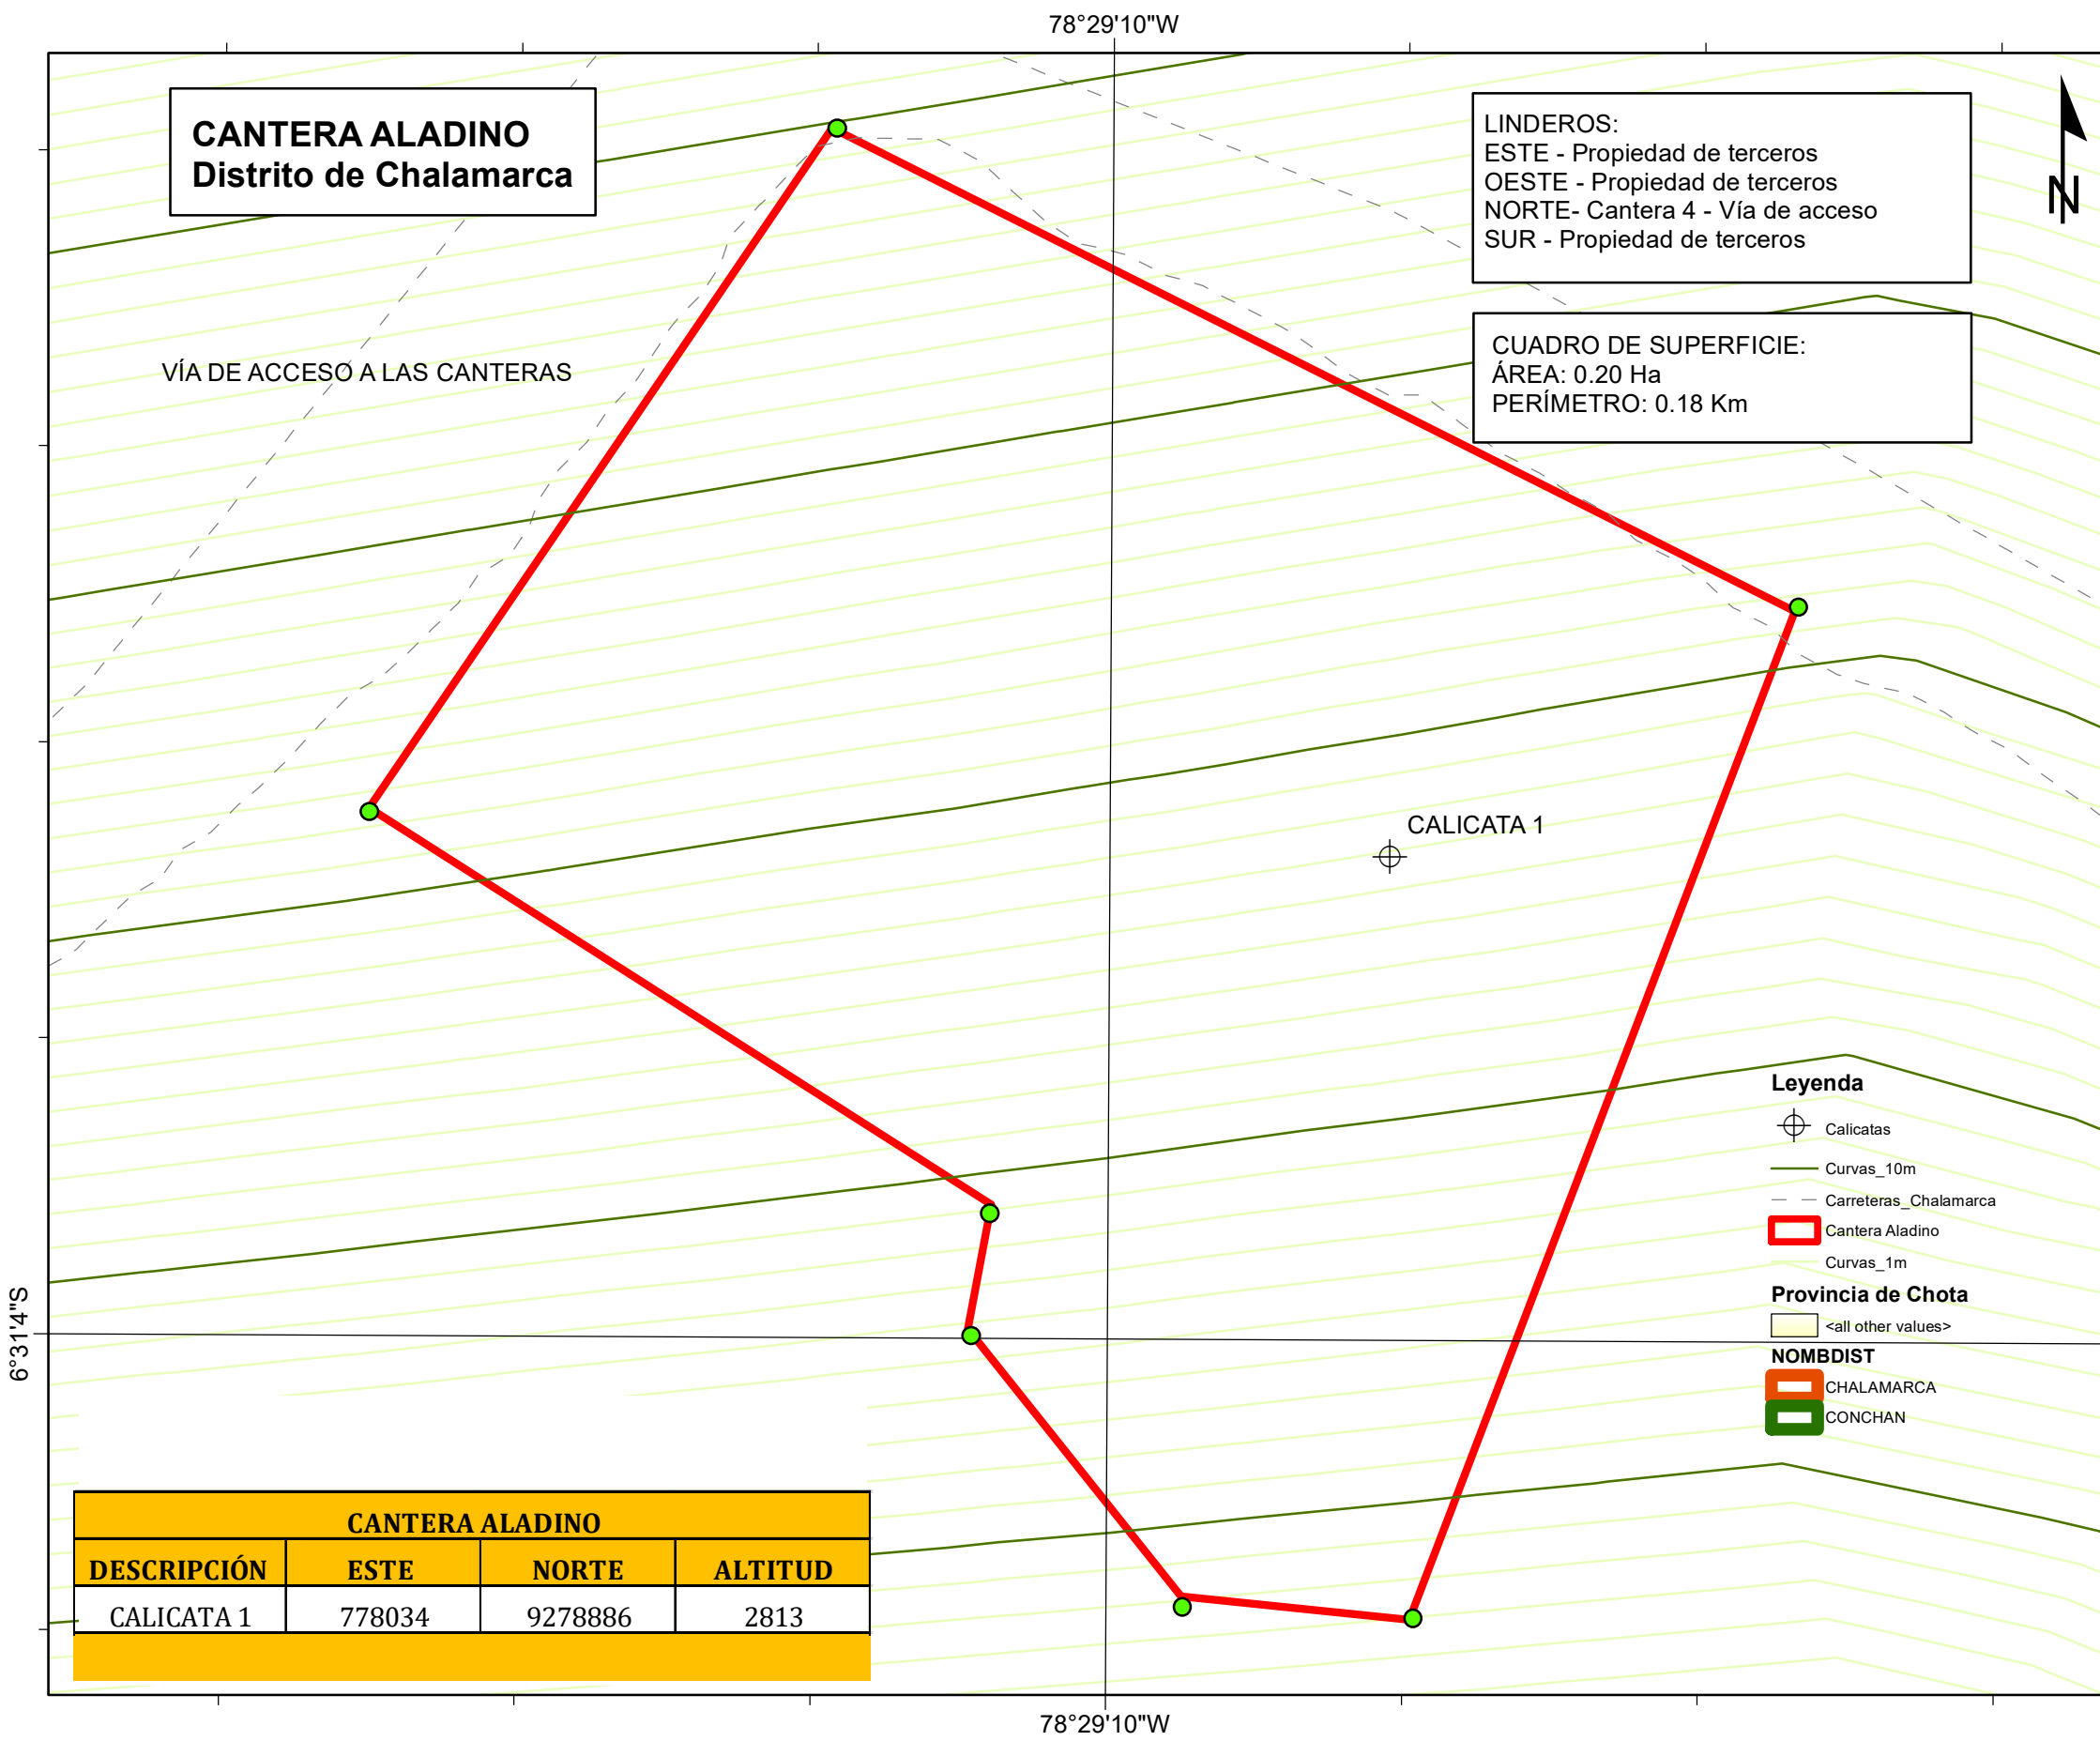 78°29'10"W
CANTERA ALADINO
Distrito de Chalamarca
LINDEROS:
ESTE - Propiedad de terceros
OESTE - Propiedad de terceros
NORTE- Cantera 4 - Vía de acceso
SUR - Propiedad de terceros
N
CUADRO DE SUPERFICIE:
ÁREA: 0.20 Ha
PERÍMETRO: 0.18 Km
VÍA DE ACCESO A LAS CANTERAS
CALICATA 1
Leyenda
Calicatas
Curvas_10m
Carreteras_Chalamarca
Cantera Aladino
Curvas_1m
Provincia de Chota
<all other values>
NOMBDIST
CHALAMARCA
CONCHAN
6°31'4"S
CANTERA ALADINO
DESCRIPCIÓN ESTE NORTE ALTITUD
CALICATA 1 778034 9278886 2813
78°29'10"W